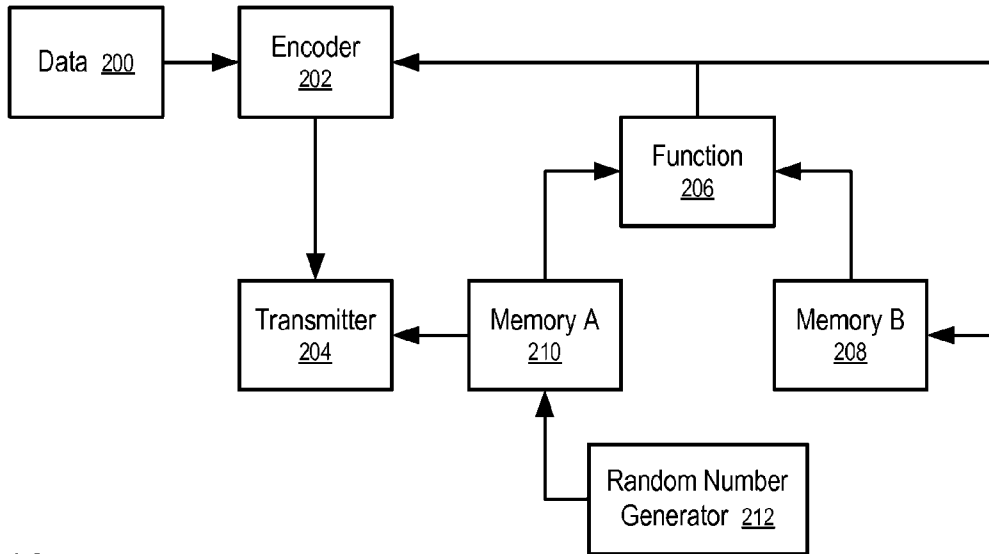 Data 200
Encoder
202
Function
206
Transmitter
204
Memory A
210
Memory B
208
Random Number
Generator 212